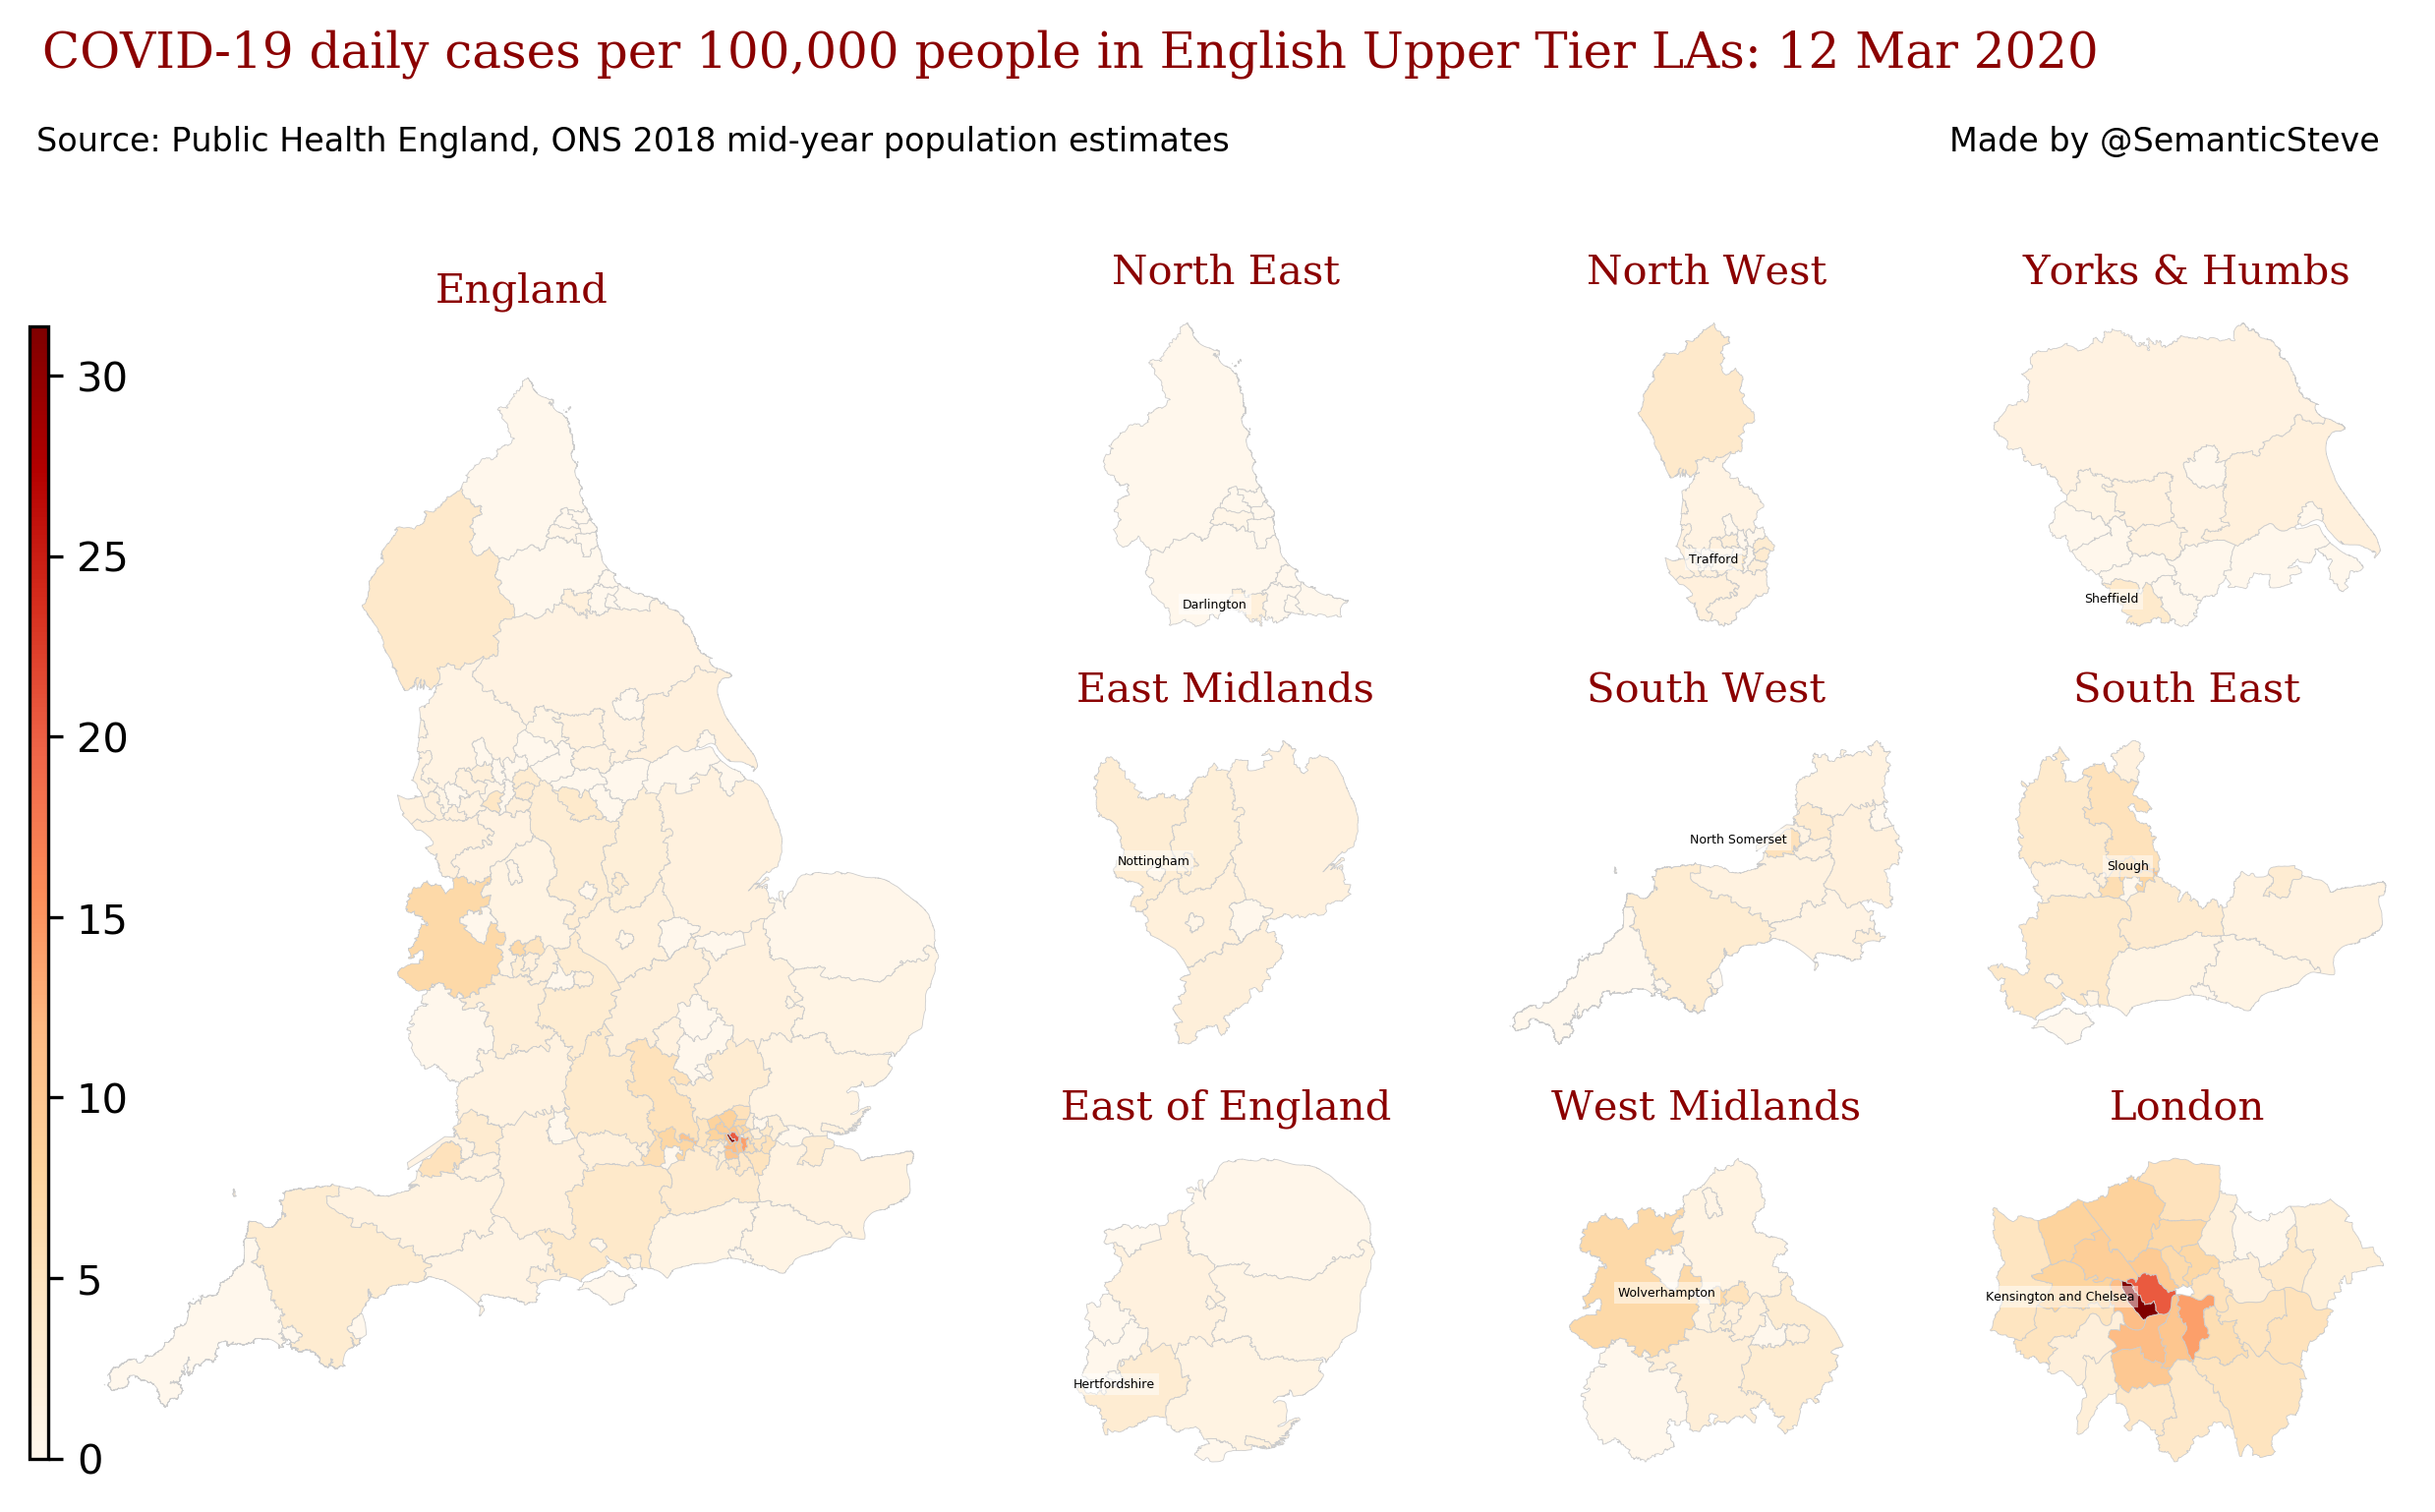 COVID-19 daily cases per 100,000 people in English Upper Tier LAs: 12 Mar 2020
Source: Public Health England, ONS 2018 mid-year population estimates
Made by @SemanticSteve
England
30
25
20
15
10
5
0
North East
Darlington
North West
Trafford
Yorks & Humbs
Sheffield
East Midlands
Nottingham
South West
North Somerset
South East
Slough
East of England
Hertfordshire
West Midlands
Wolverhampton
London
Kensington and Chelsea